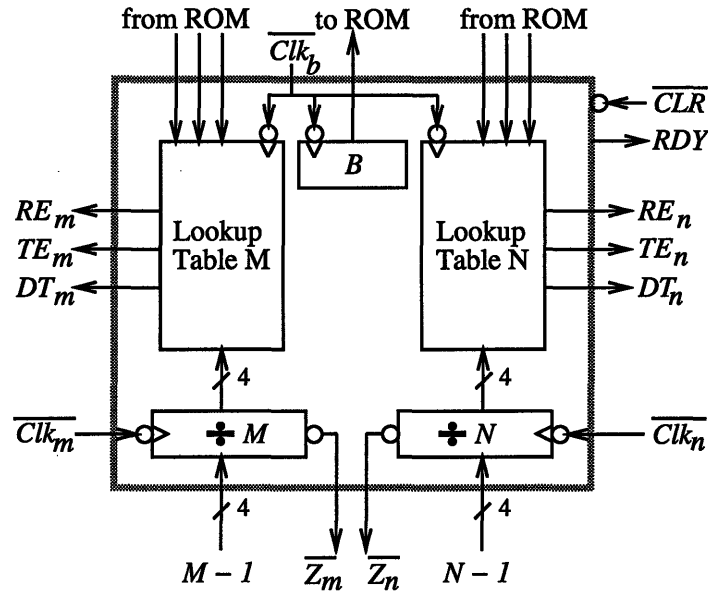 from ROM
to ROM
from ROM
Clk_b
CLR
B
RDY
RE_m
Lookup
Table M
Lookup
Table N
RE_n
TE_m
TE_n
DT_m
DT_n
4
4
Clk_m
÷ M
÷ N
Clk_n
4
4
M - 1
Z_m
Z_n
N - 1